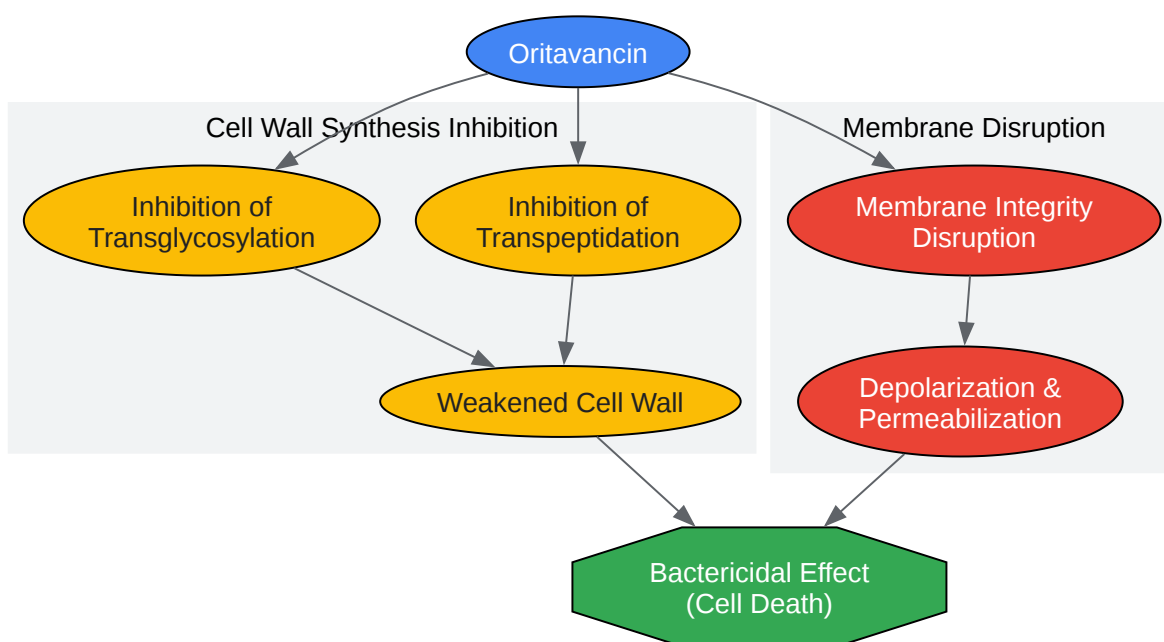 Oritavancin
Cell Wall Synthesis Inhibition
Membrane Disruption
Inhibition of
Transglycosylation
Inhibition of
Transpeptidation
Membrane Integrity
Disruption
Weakened Cell Wall
Depolarization &
Permeabilization
Bactericidal Effect
(Cell Death)